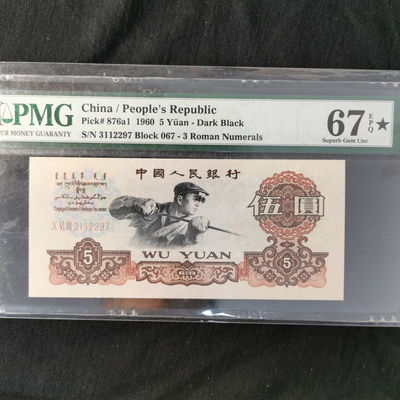 PMG
PER MONEY GUARANTY
China / People's Republic
Pick# 876a1 1960 5 Yüan - Dark Black
S/N 3112297 Block 067 - 3 Roman Numerals
67 EPQ ★
Superb Gem Unc
中國人民銀行
伍圓
3112297
WU YUAN
5
5